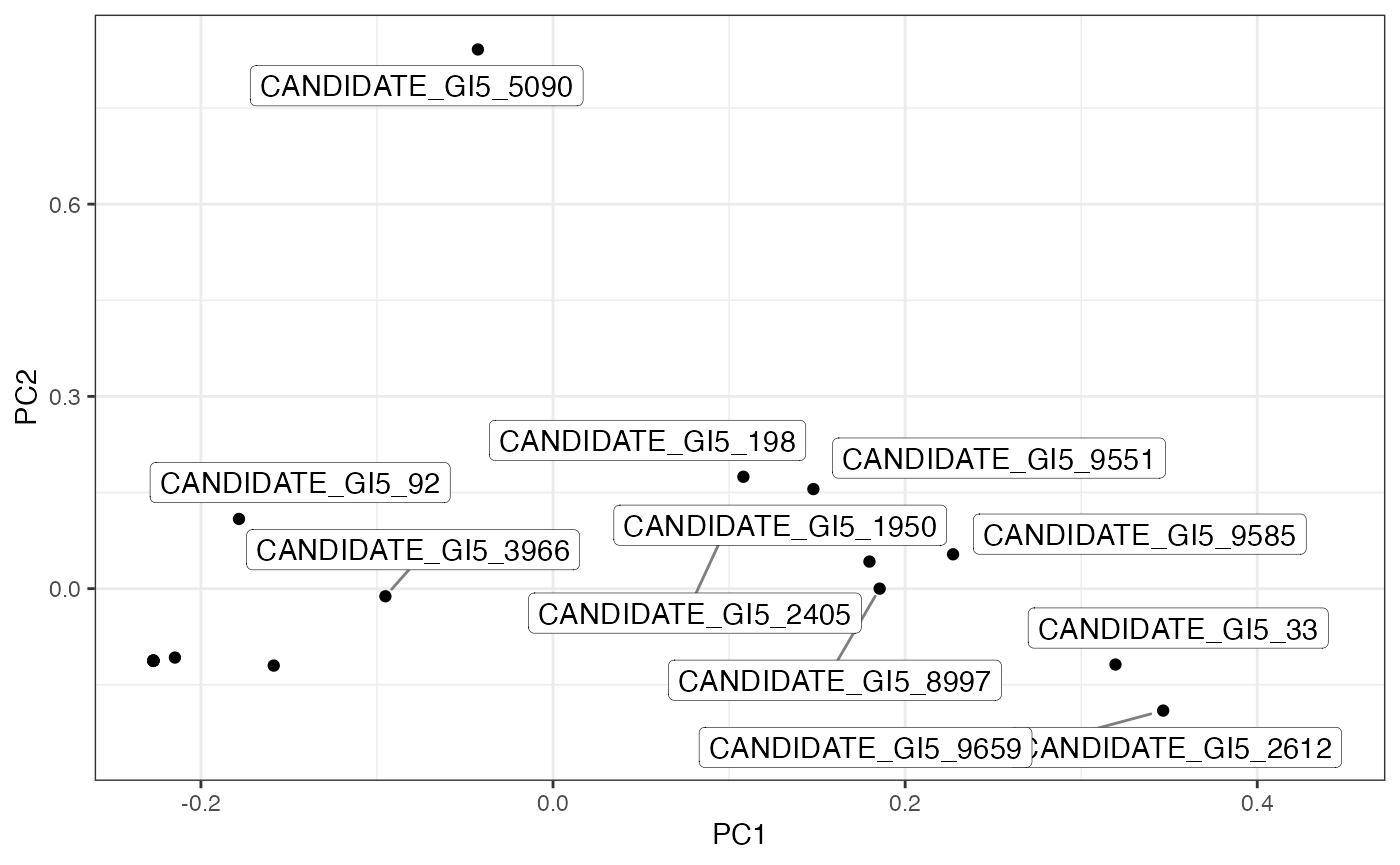 CANDIDATE_GI5_5090
0.6
PC2
0.3
CANDIDATE_GI5_198
CANDIDATE_GI5_9551
CANDIDATE_GI5_92
CANDIDATE_GI5_1950
CANDIDATE_GI5_9585
CANDIDATE_GI5_3966
0.0
CANDIDATE_GI5_2405
CANDIDATE_GI5_33
CANDIDATE_GI5_8997
CANDIDATE_GI5_9659
CANDIDATE_GI5_2612
-0.2
0.0
0.2
0.4
PC1